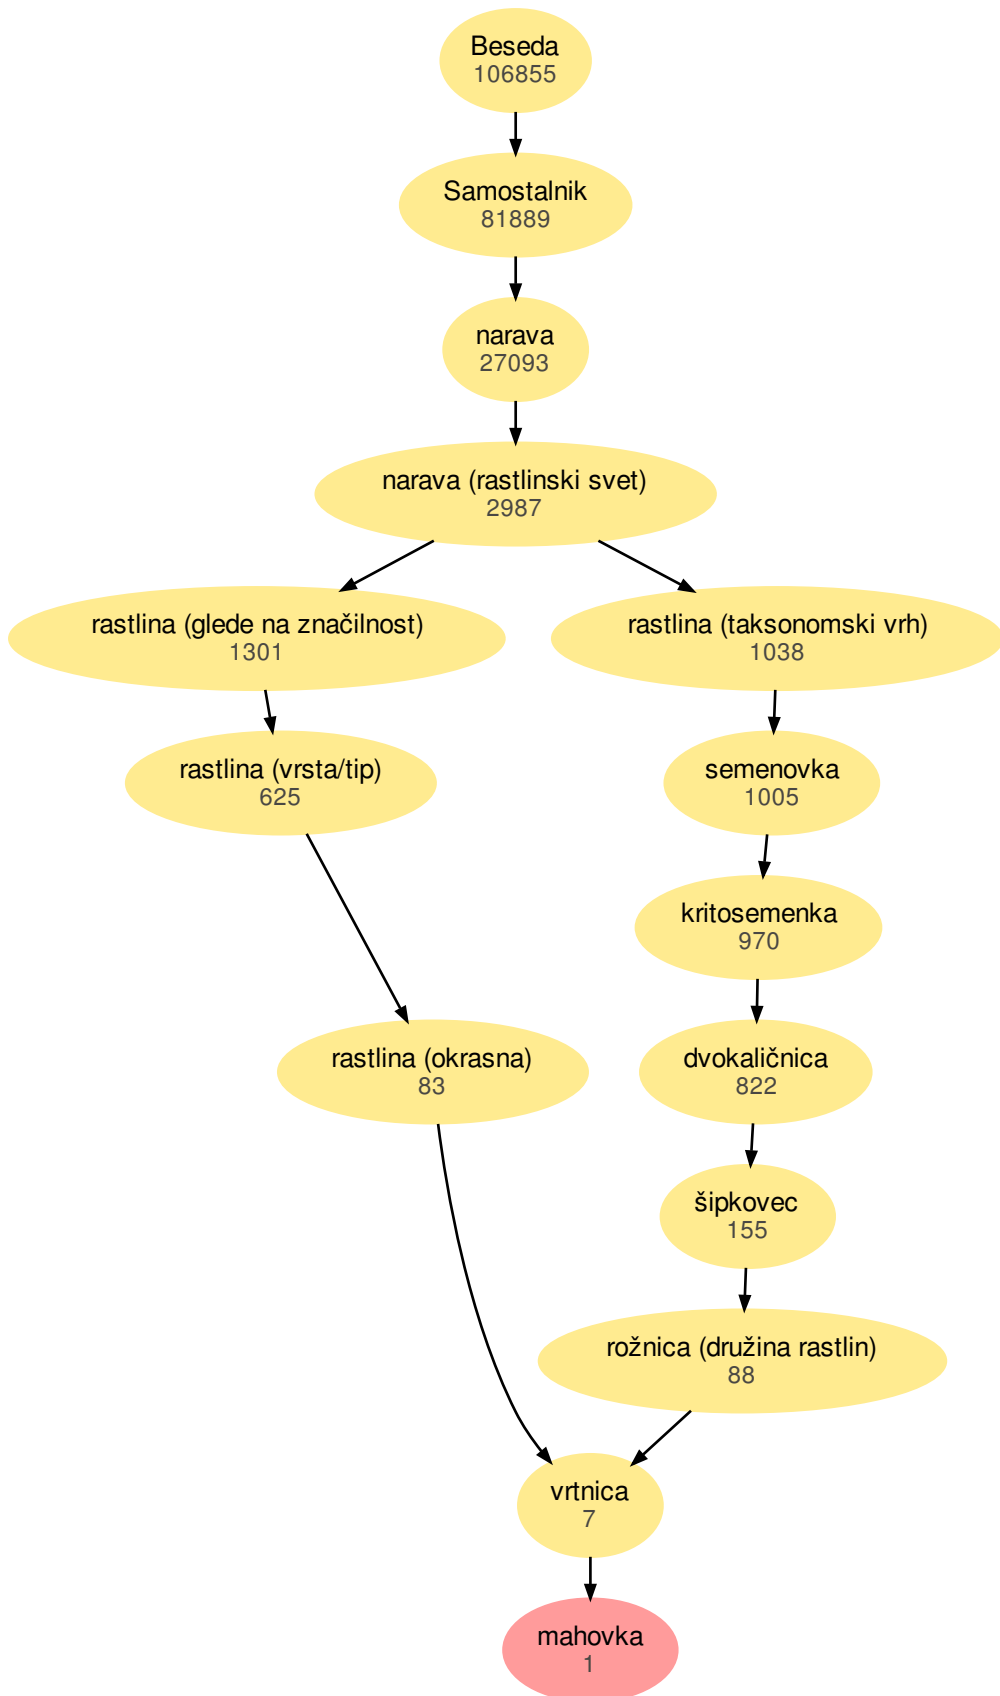 Beseda
106855
Samostalnik
81889
narava
27093
narava (rastlinski svet)
2987
rastlina (glede na značilnost)
1301
rastlina (taksonomski vrh)
1038
rastlina (vrsta/tip)
625
semenovka
1005
kritosemenka
970
rastlina (okrasna)
83
dvokaličnica
822
šipkovec
155
rožnica (družina rastlin)
88
vrtnica
7
mahovka
1